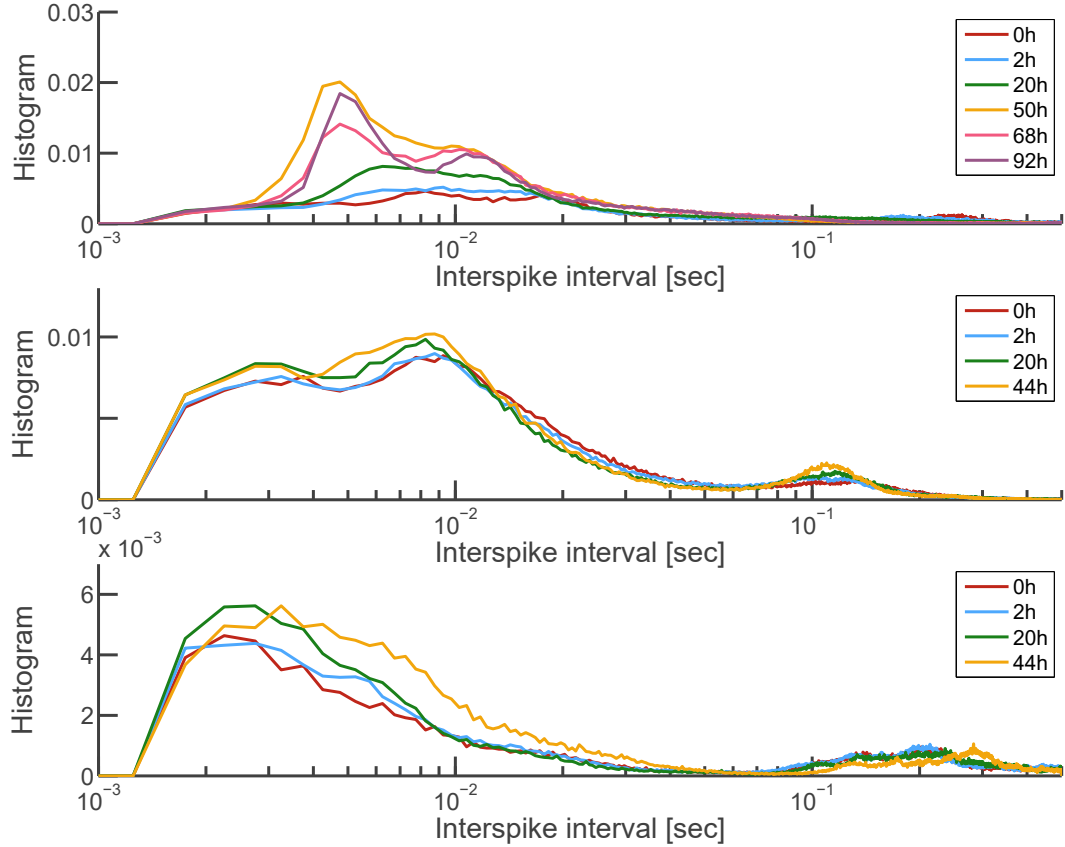 0.03
0.02
0.01
0
Histogram
10⁻³
10⁻²
10⁻¹
Interspike interval [sec]
0h
2h
20h
50h
68h
92h
0.01
0
Histogram
10⁻³
10⁻²
10⁻¹
Interspike interval [sec]
0h
2h
20h
44h
x 10⁻³
6
4
2
0
Histogram
10⁻³
10⁻²
10⁻¹
Interspike interval [sec]
0h
2h
20h
44h